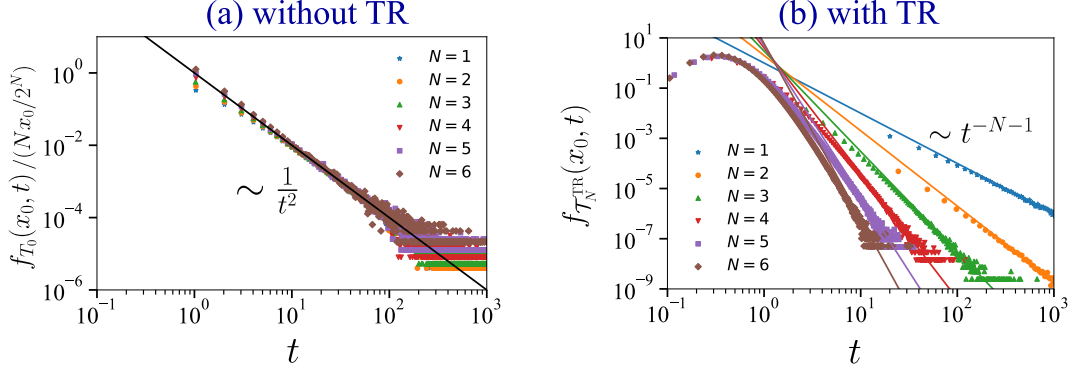 (a) without TR
f_{T_0}(x_0, t)/(Nx_0/2^N)
10^0
10^{-2}
10^{-4}
10^{-6}
N = 1
N = 2
N = 3
N = 4
N = 5
N = 6
∼ 1/t^2
10^{-1} 10^0 10^1 10^2 10^3
t
(b) with TR
f_{𝒯_N^{TR}}(x_0, t)
10^1
10^{-1}
10^{-3}
10^{-5}
10^{-7}
10^{-9}
∼ t^{-N-1}
N = 1
N = 2
N = 3
N = 4
N = 5
N = 6
10^{-1} 10^0 10^1 10^2 10^3
t